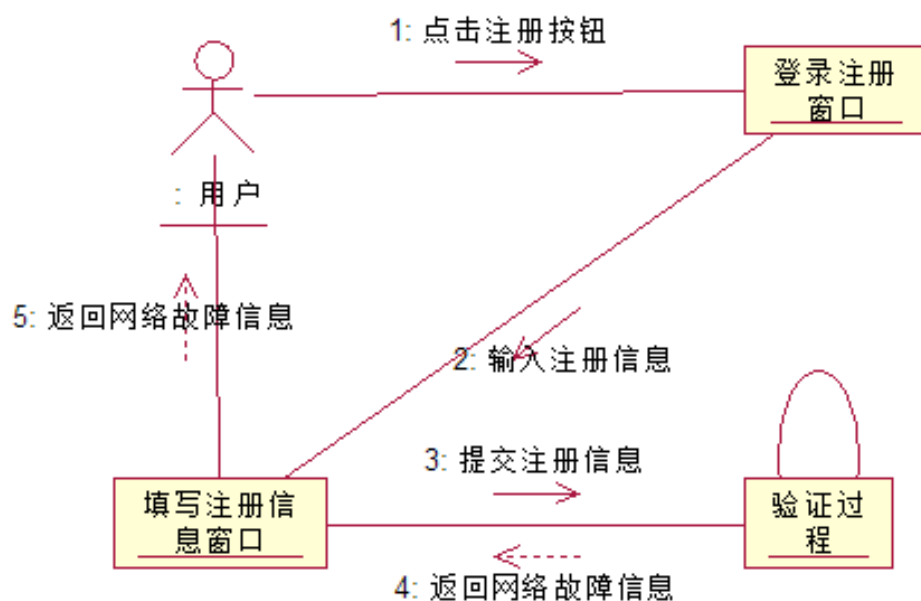 1: 点击注册按钮
登录注册
窗口
: 用户
5: 返回网络故障信息
2: 输入注册信息
3: 提交注册信息
填写注册信
息窗口
验证过
程
4: 返回网络故障信息